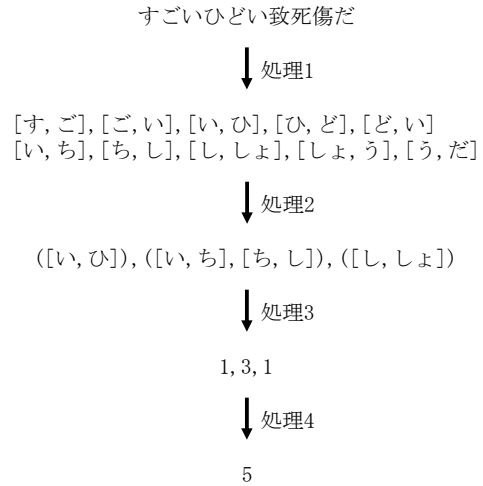 すごいひどい致死傷だ
処理1
[す,ご],[ご,い],[い,ひ],[ひ,ど],[ど,い]
[い,ち],[ち,し],[し,しょ],[しょ,う],[う,だ]
処理2
([い,ひ]),([い,ち],[ち,し]),([し,しょ])
処理3
1,3,1
処理4
5